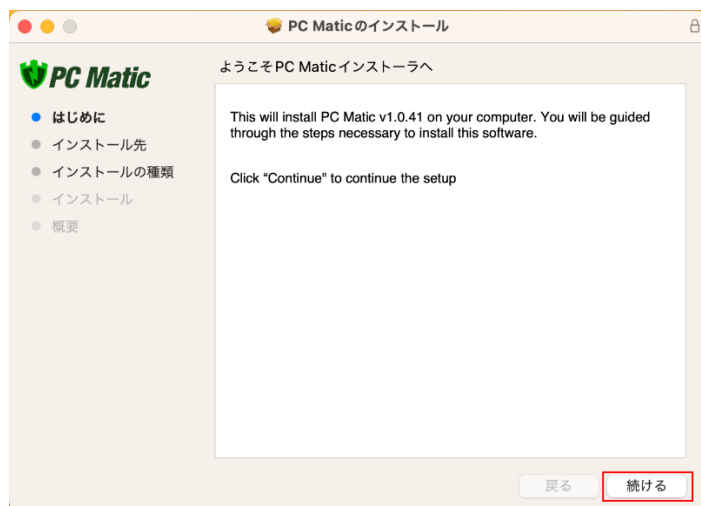 PC Maticのインストール
PC Matic
ようこそPC Maticインストーラへ
はじめに
インストール先
インストールの種類
インストール
概要
This will install PC Matic v1.0.41 on your computer. You will be guided
through the steps necessary to install this software.
Click “Continue" to continue the setup
戻る
続ける